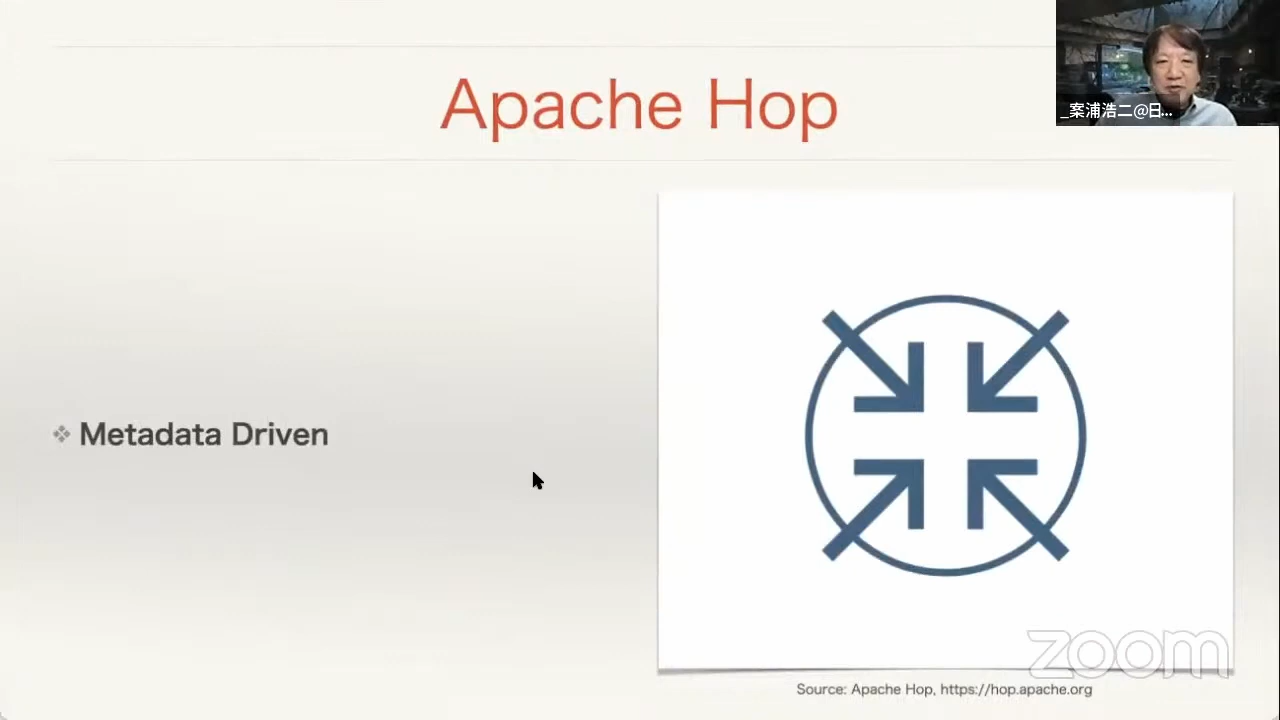 Apache Hop
_案浦浩二@日...
Metadata Driven
zoom
Source: Apache Hop, https://hop.apache.org